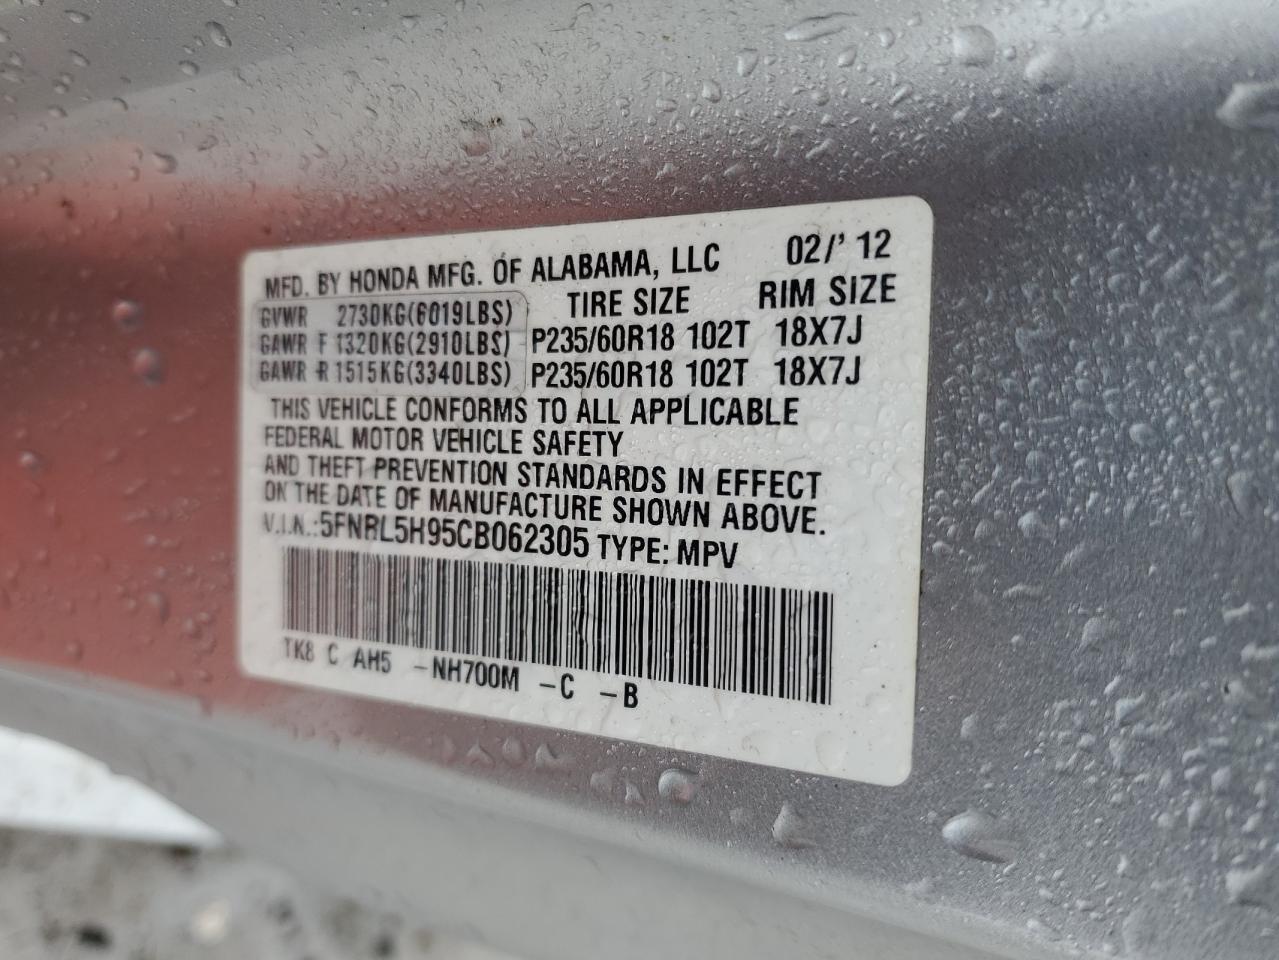 MFD. BY HONDA MFG. OF ALABAMA, LLC 02/' 12
GVWR 2730KG(6019LBS) TIRE SIZE RIM SIZE
GAWR F 1320KG(2910LBS) P235/60R18 102T 18X7J
GAWR R 1515KG(3340LBS) P235/60R18 102T 18X7J
THIS VEHICLE CONFORMS TO ALL APPLICABLE
FEDERAL MOTOR VEHICLE SAFETY
AND THEFT PREVENTION STANDARDS IN EFFECT
ON THE DATE OF MANUFACTURE SHOWN ABOVE.
V.I.N.:5FNRL5H95CB062305 TYPE: MPV
TK8 C AH5 -NH700M -C -B